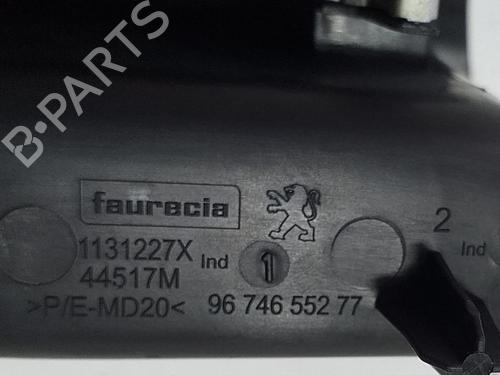 B-PARTS
faurecia
1131227X Ind 1
44517M
>P/E-MD20< 96 746 552 77
2
Ind